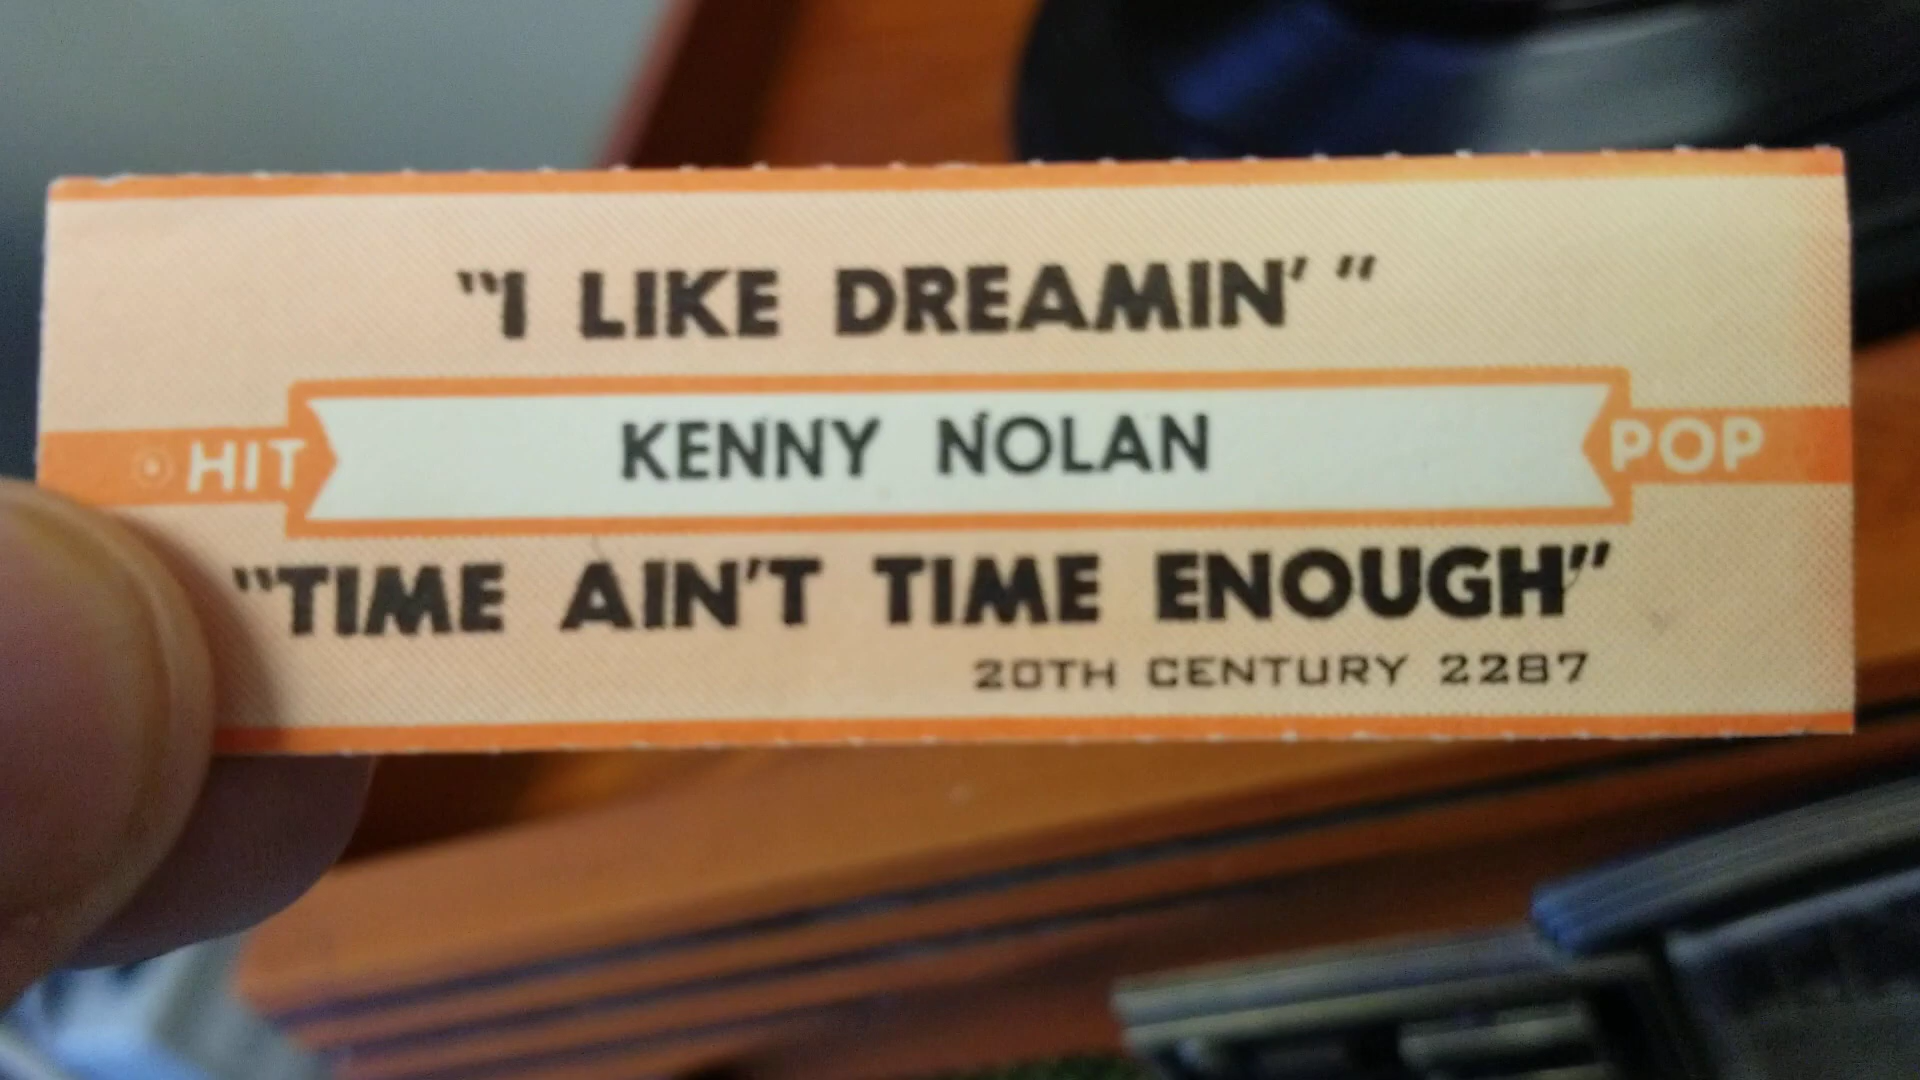 "I LIKE DREAMIN' "
HIT KENNY NOLAN POP
"TIME AIN'T TIME ENOUGH"
20TH CENTURY 2287